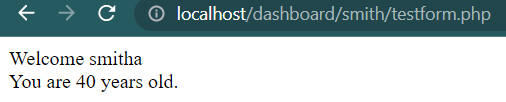 localhost/dashboard/smith/testform.php
Welcome smitha
You are 40 years old.